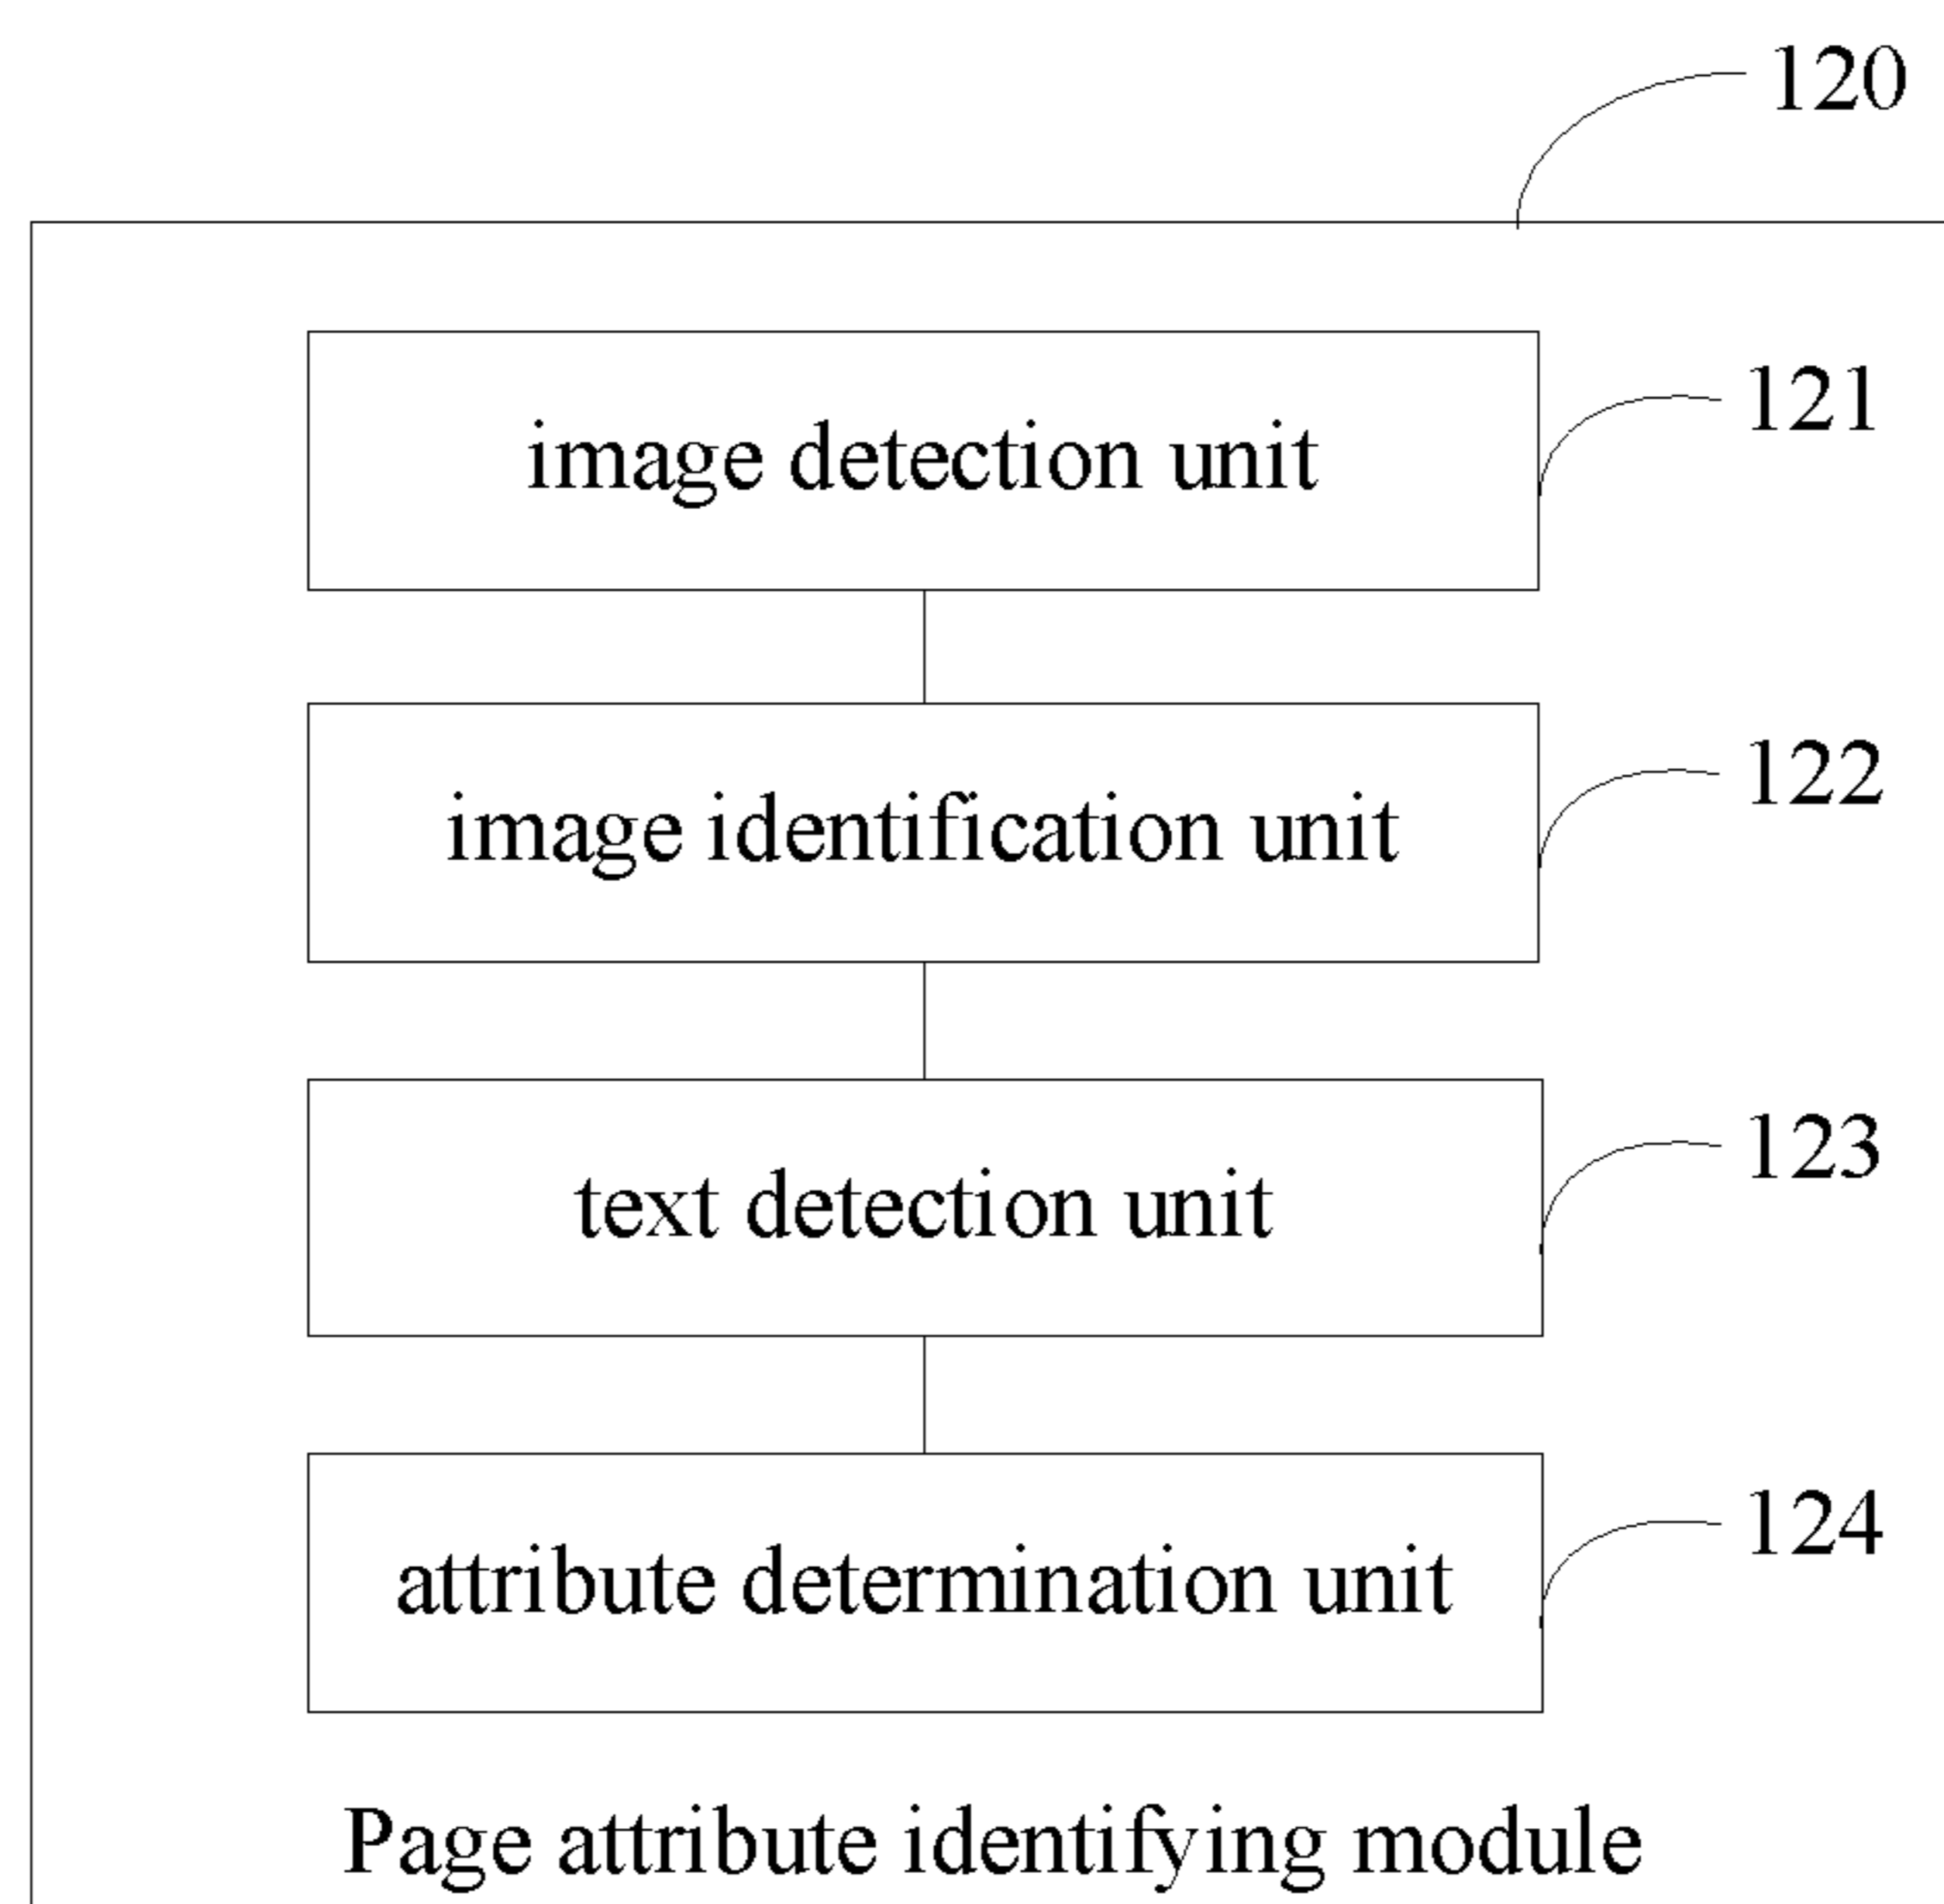 120
image detection unit
121
image identification unit
122
text detection unit
123
attribute determination unit
124
Page attribute identifying module